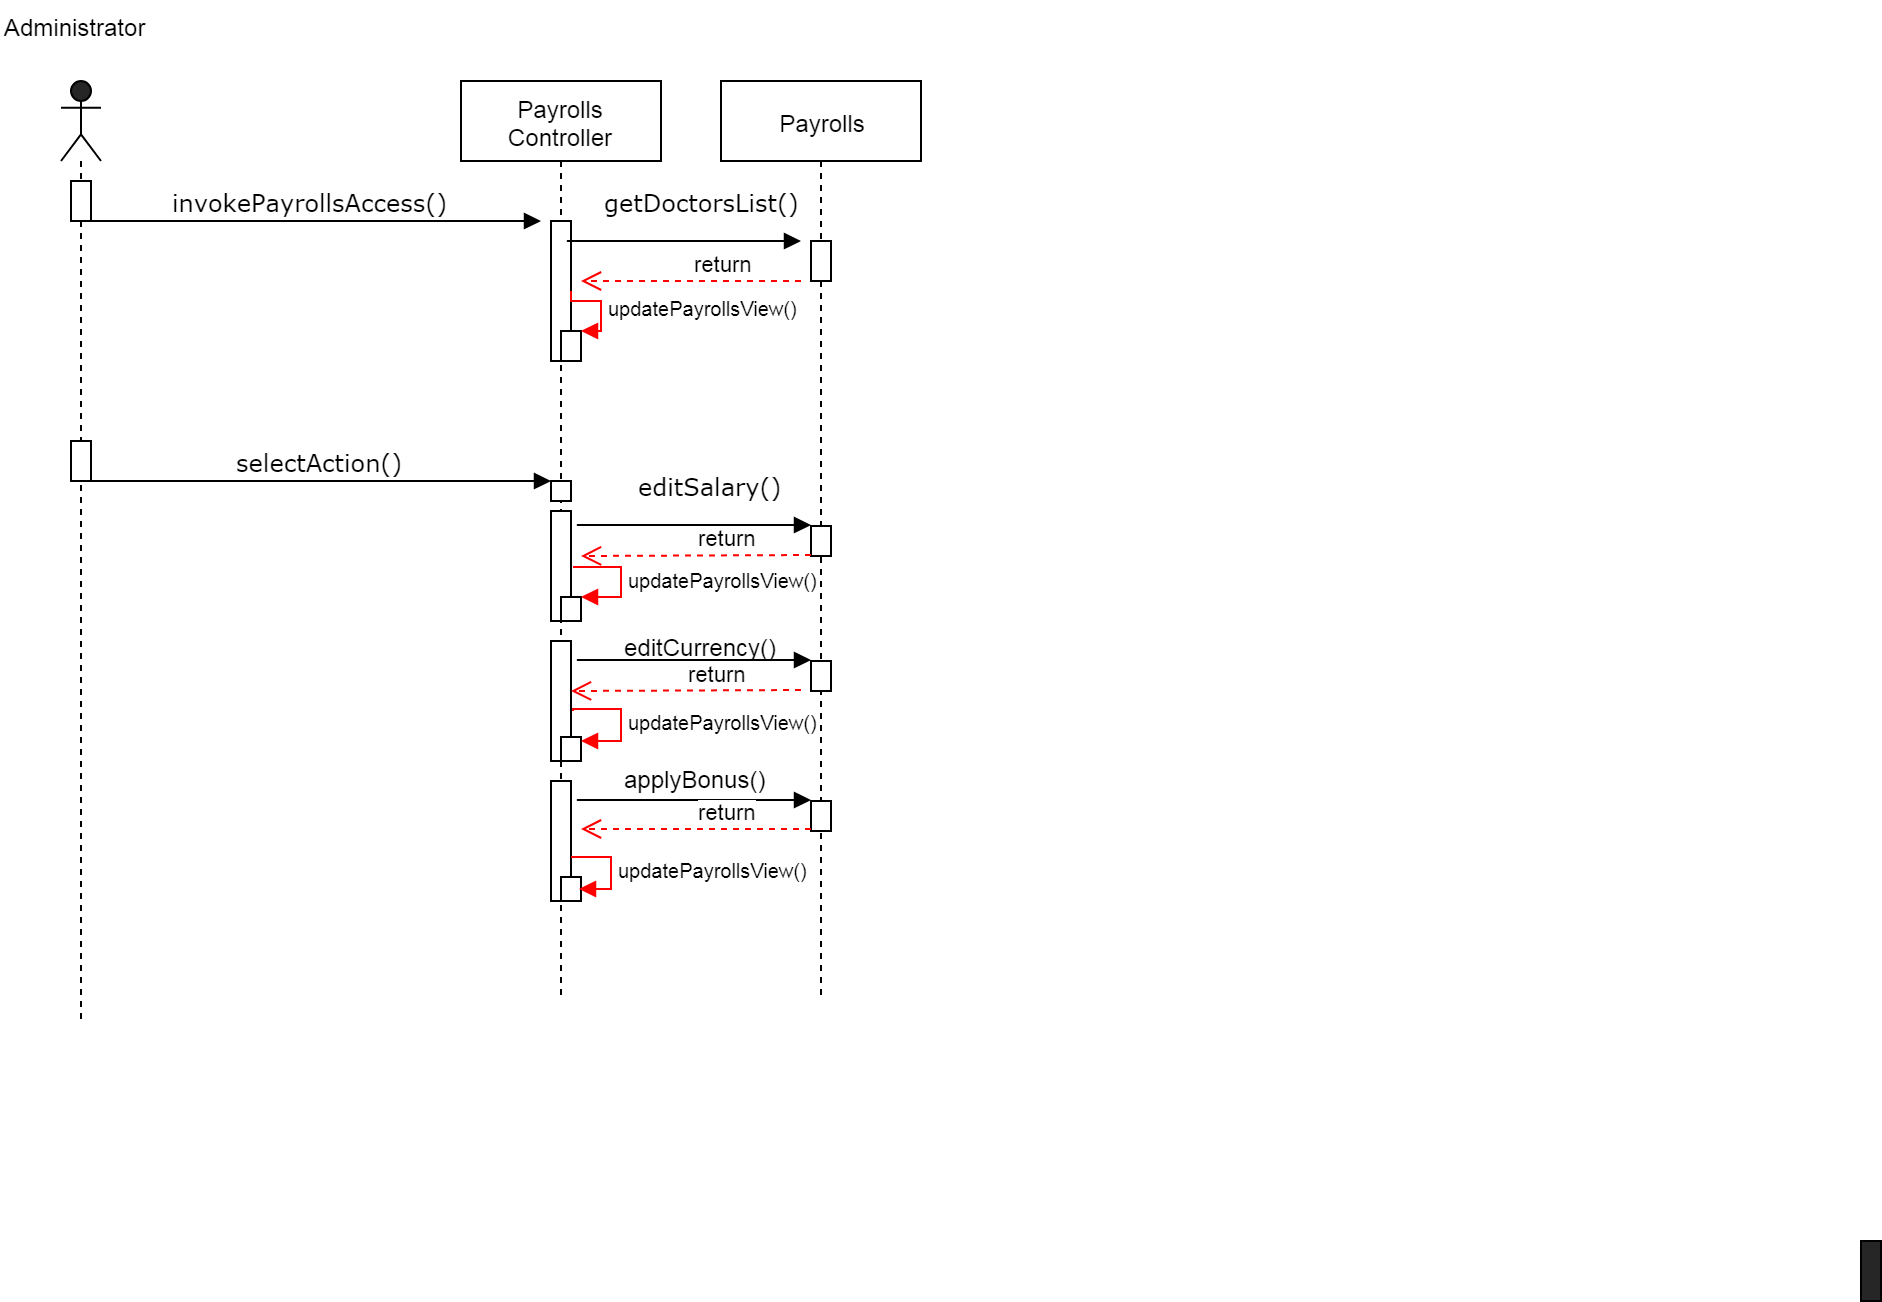 Administrator
Payrolls
Controller
Payrolls
invokePayrollsAccess()
getDoctorsList()
return
updatePayrollsView()
selectAction()
editSalary()
return
updatePayrollsView()
editCurrency()
return
updatePayrollsView()
applyBonus()
return
updatePayrollsView()